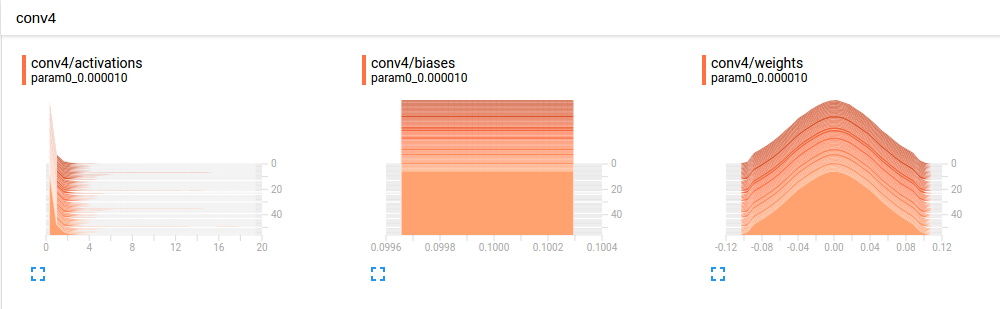 conv4
conv4/activations
param0_0.000010
0
20
40
0 4 8 12 16 20
conv4/biases
param0_0.000010
0
20
40
0.0996 0.0998 0.1000 0.1002 0.1004
conv4/weights
param0_0.000010
0
20
40
-0.12 -0.08 -0.04 0.00 0.04 0.08 0.12